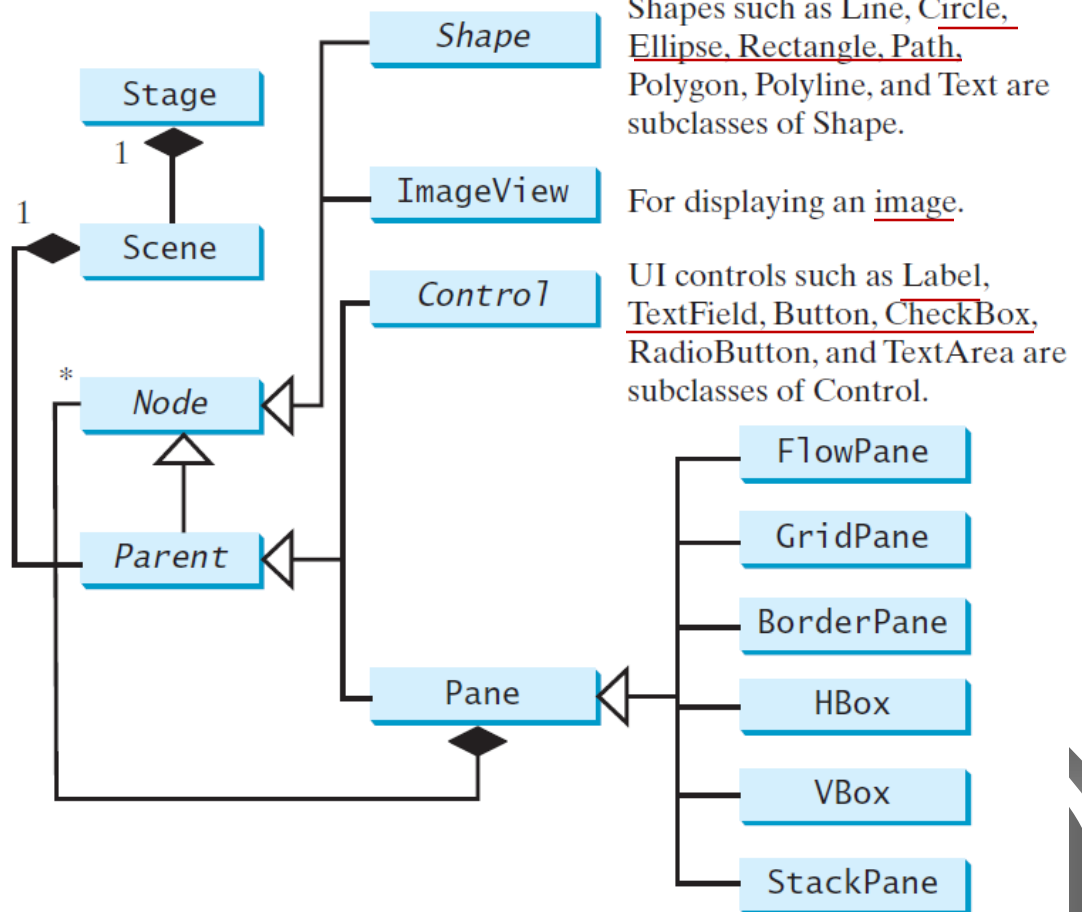 Shapes such as Line, Circle,
Shape
Ellipse, Rectangle, Path,
Stage
Polygon, Polyline, and Text are
subclasses of Shape.
1
ImageView
For displaying an image.
1
Scene
Control
UI controls such as Label,
TextField, Button, CheckBox,
RadioButton, and TextArea are
subclasses of Control.
*
Node
FlowPane
GridPane
Parent
BorderPane
Pane
HBox
VBox
StackPane